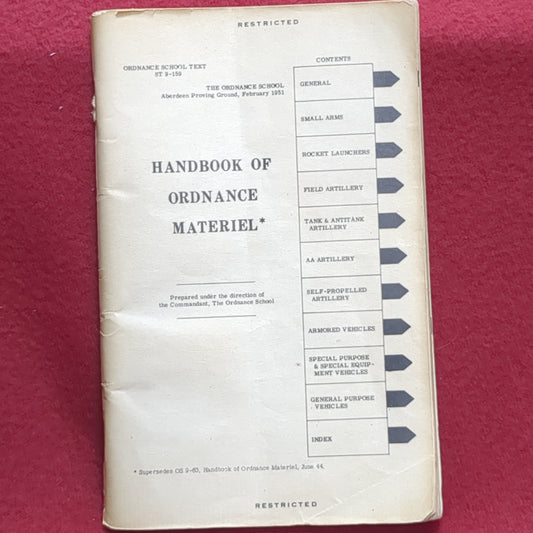 RESTRICTED
ORDNANCE SCHOOL TEXT
ST 9-159
THE ORDNANCE SCHOOL
Aberdeen Proving Ground, February 1951
HANDBOOK OF
ORDNANCE
MATERIEL*
Prepared under the direction of
the Commandant, The Ordnance School
CONTENTS
GENERAL
SMALL ARMS
ROCKET LAUNCHERS
FIELD ARTILLERY
TANK & ANTITANK
ARTILLERY
AA ARTILLERY
SELF-PROPELLED
ARTILLERY
ARMORED VEHICLES
SPECIAL PURPOSE
& SPECIAL EQUIP-
MENT VEHICLES
GENERAL PURPOSE
VEHICLES
INDEX
* Supersedes OS 9-63, Handbook of Ordnance Materiel, June 44.
RESTRICTED